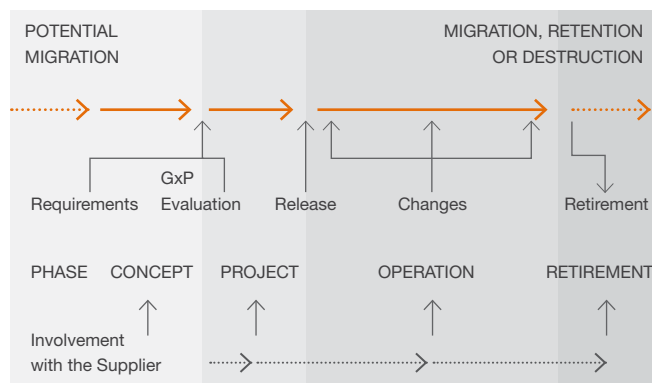 POTENTIAL
MIGRATION
MIGRATION, RETENTION
OR DESTRUCTION
GxP
Requirements Evaluation Release Changes Retirement
PHASE CONCEPT PROJECT OPERATION RETIREMENT
Involvement
with the Supplier